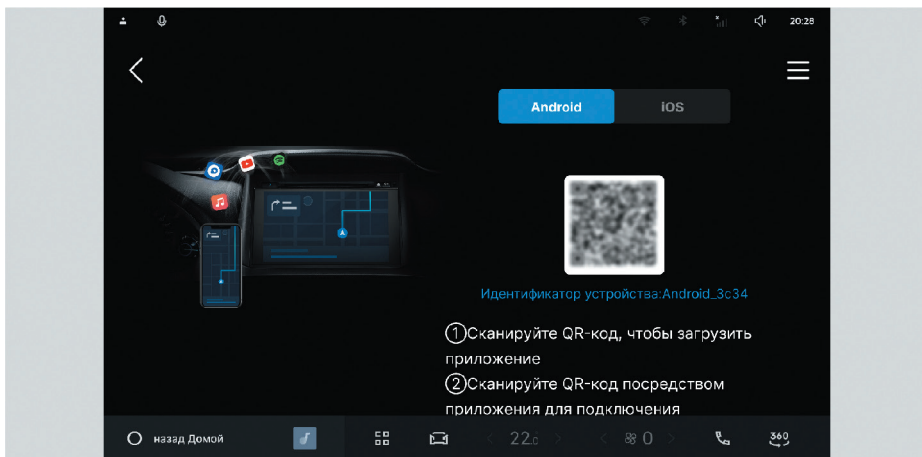 20:28
Android
iOS
Идентификатор устройства:Android_3c34
①Сканируйте QR-код, чтобы загрузить
приложение
②Сканируйте QR-код посредством
приложения для подключения
назад Домой
22.c
0
360